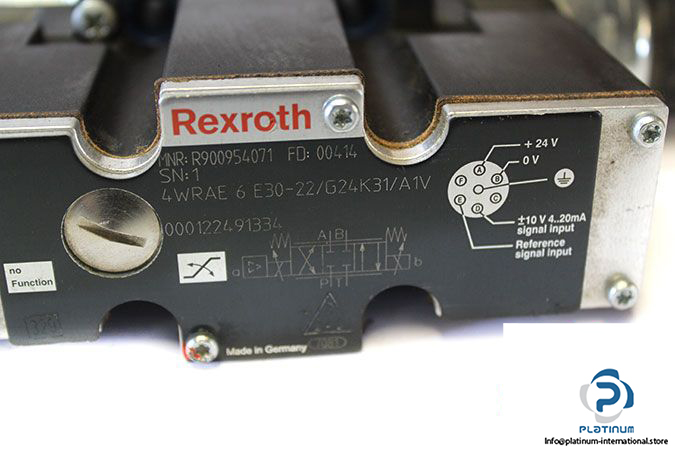 Rexroth
MNR: R900954071 FD: 00414
SN: 1
4WRAE 6 E30-22/G24K31/A1V
000122491334
+ 24 V
0 V
A
B
C
D
E
F
±10 V 4..20mA
signal input
Reference
signal input
no
Function
A B
a
b
P T
Made in Germany
7081
PLATINUM
Info@platinum-international.store